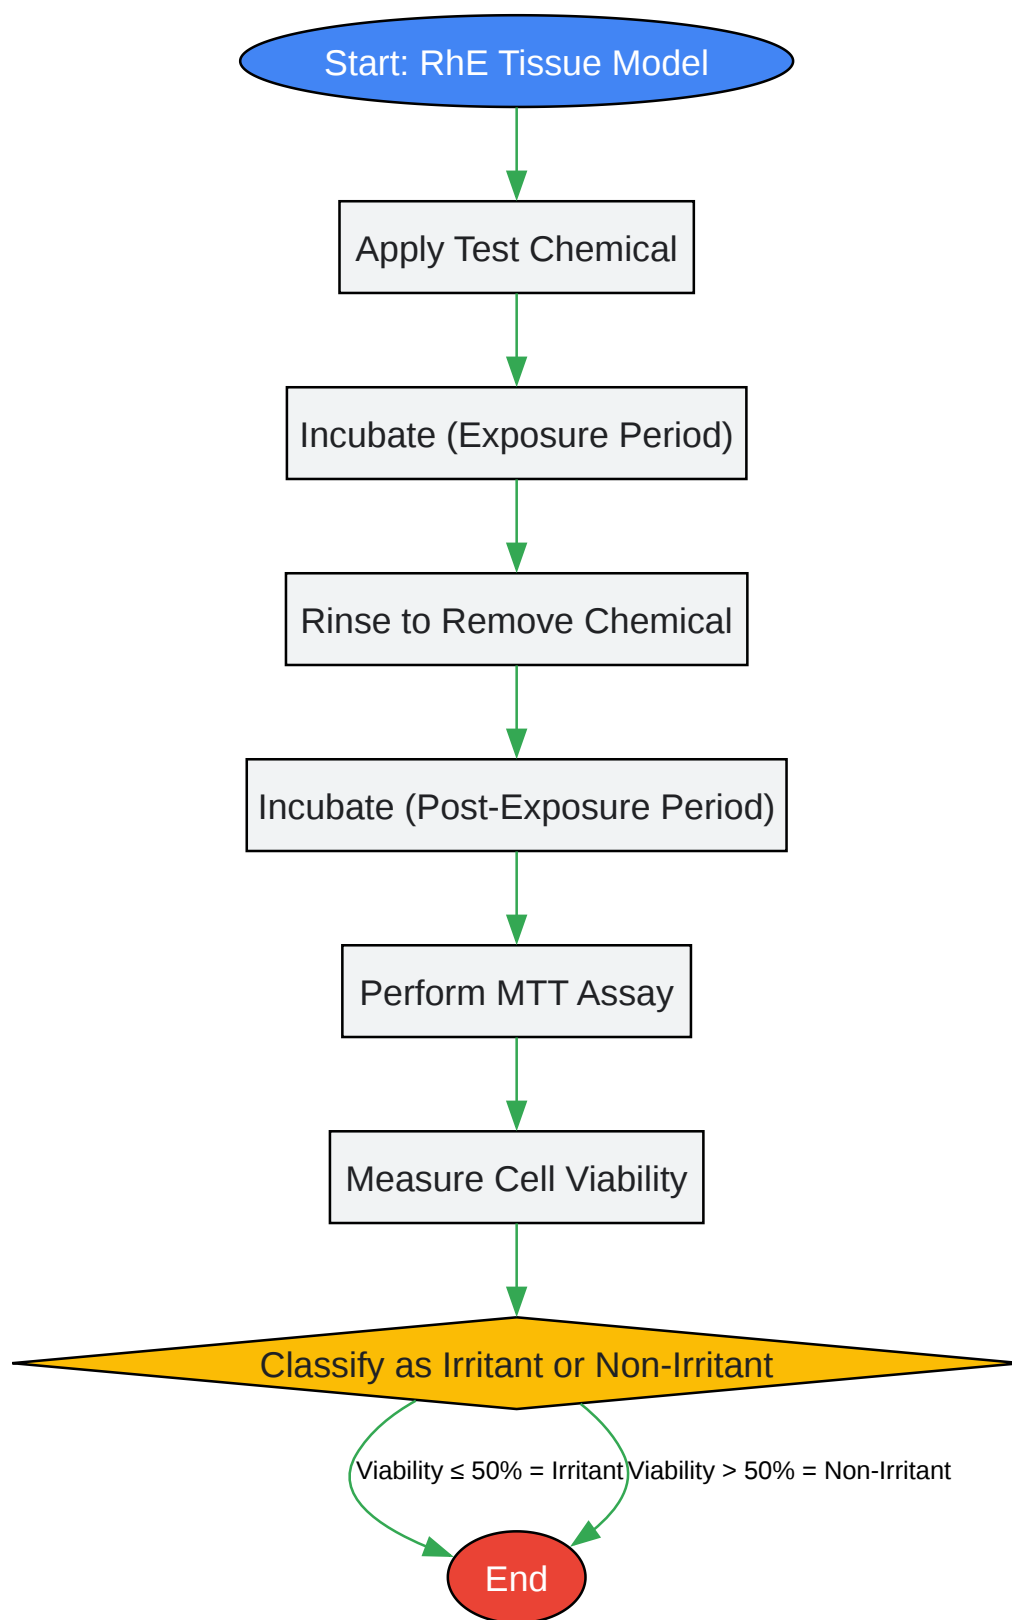 Start: RhE Tissue Model
Apply Test Chemical
Incubate (Exposure Period)
Rinse to Remove Chemical
Incubate (Post-Exposure Period)
Perform MTT Assay
Measure Cell Viability
Classify as Irritant or Non-Irritant
Viability ≤ 50% = Irritant
Viability > 50% = Non-Irritant
End